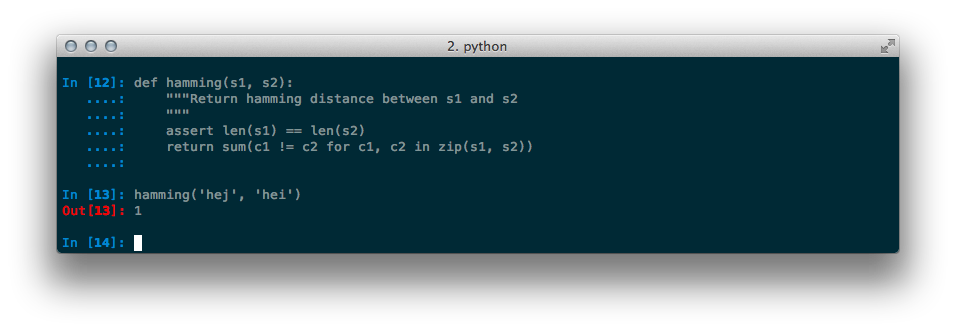 2. python
In [12]: def hamming(s1, s2):
   ....:     """Return hamming distance between s1 and s2
   ....:     """
   ....:     assert len(s1) == len(s2)
   ....:     return sum(c1 != c2 for c1, c2 in zip(s1, s2))
   ....:
In [13]: hamming('hej', 'hei')
Out[13]: 1
In [14]: